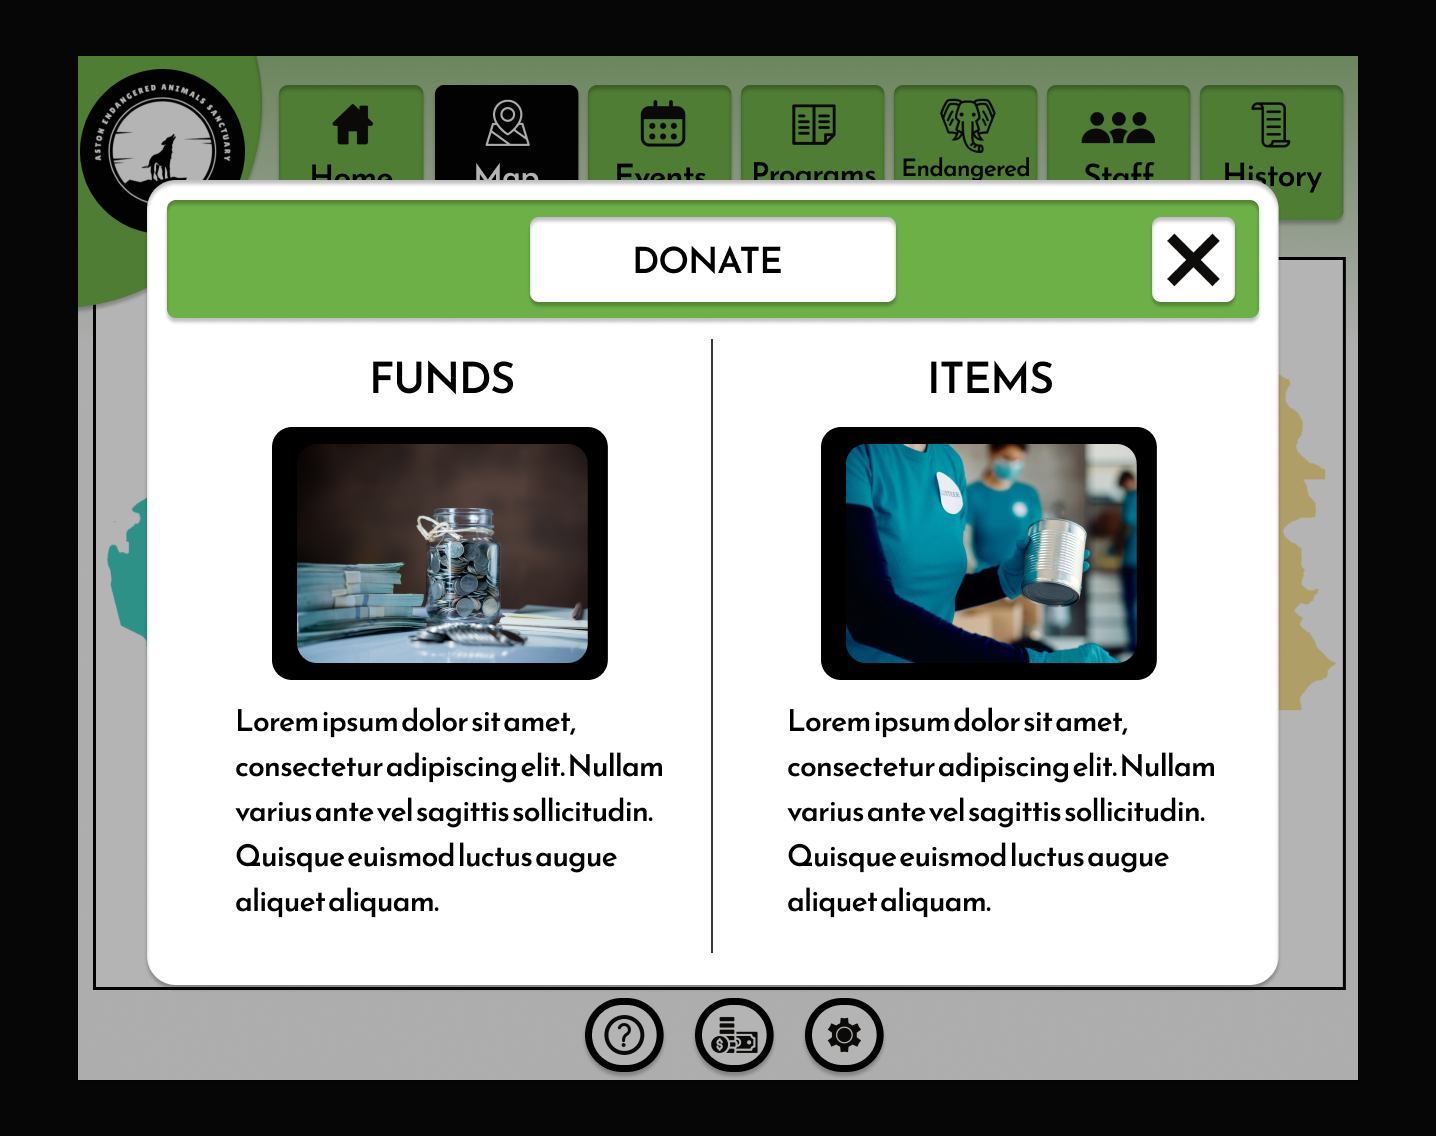 ASTON ENDANGERED ANIMALS SANCTUARY
Home
Map
Events
Programs
Endangered
Staff
History
DONATE
FUNDS
ITEMS
Lorem ipsum dolor sit amet,
consectetur adipiscing elit. Nullam
varius ante vel sagittis sollicitudin.
Quisque euismod luctus augue
aliquet aliquam.
Lorem ipsum dolor sit amet,
consectetur adipiscing elit. Nullam
varius ante vel sagittis sollicitudin.
Quisque euismod luctus augue
aliquet aliquam.